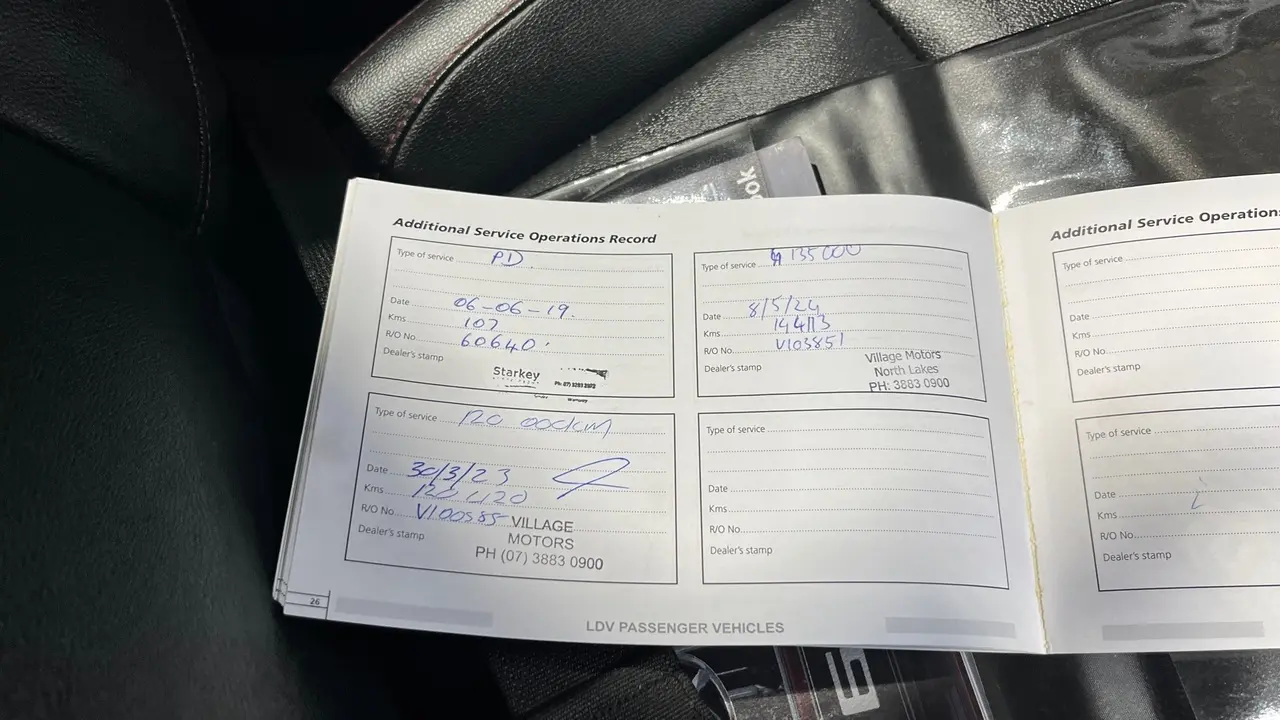 ok
Additional Service Operations Record
Type of service PD.
Date 06-06-19.
Kms 107
R/O No. 60640.
Dealer's stamp
Starkey
Type of service 135000
Date 8/5/24
Kms
R/O No. V103851
Dealer's stamp
Village Motors
North Lakes
PH: 3883 0900
Type of service 120 000KM
Date 30/3/23
Kms
R/O No. V100585
Dealer's stamp
VILLAGE
MOTORS
PH (07) 3883 0900
Type of service
Date
Kms
R/O No.
Dealer's stamp
26
LDV PASSENGER VEHICLES
Additional Service Operation
Type of service
Date
Kms
R/O No.
Dealer's stamp
Type of service
Date
Kms
R/O No.
Dealer's stamp